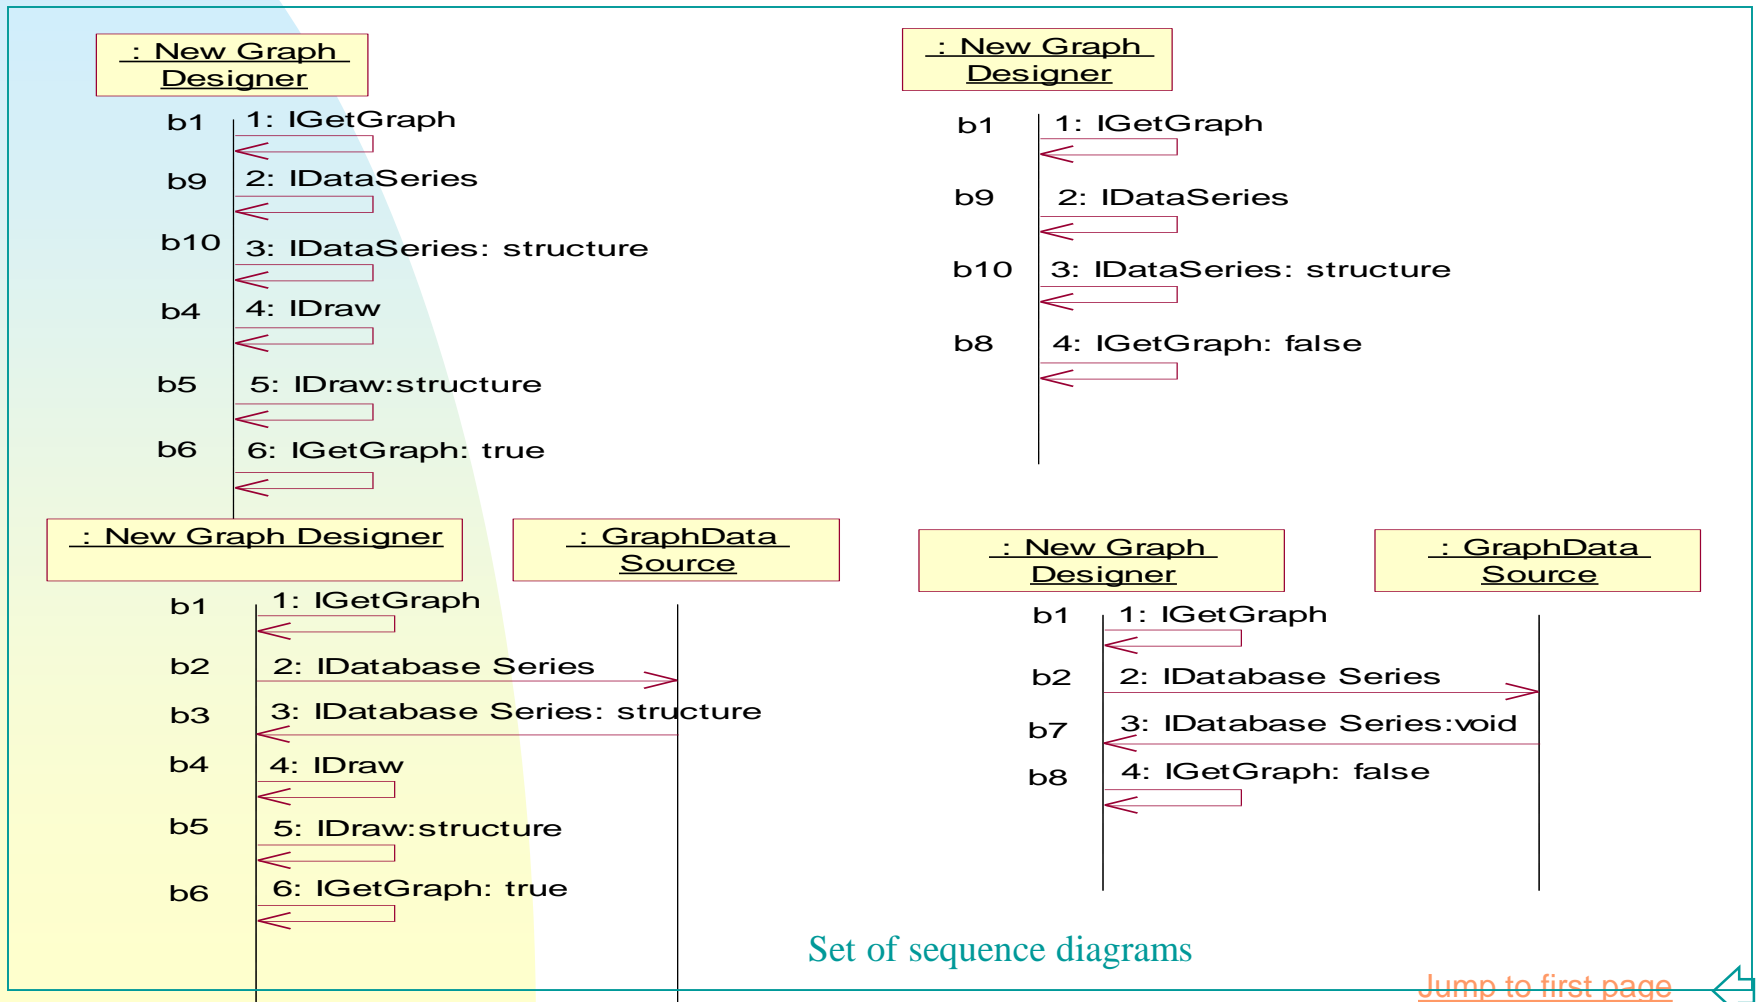 : New Graph
Designer
b1 1: IGetGraph
b9 2: IDataSeries
b10 3: IDataSeries: structure
b4 4: IDraw
b5 5: IDraw:structure
b6 6: IGetGraph: true
: New Graph
Designer
b1 1: IGetGraph
b9 2: IDataSeries
b10 3: IDataSeries: structure
b8 4: IGetGraph: false
: New Graph Designer
: GraphData
Source
b1 1: IGetGraph
b2 2: IDatabase Series
b3 3: IDatabase Series: structure
b4 4: IDraw
b5 5: IDraw:structure
b6 6: IGetGraph: true
: New Graph
Designer
: GraphData
Source
b1 1: IGetGraph
b2 2: IDatabase Series
b7 3: IDatabase Series:void
b8 4: IGetGraph: false
Set of sequence diagrams
Jump to first page